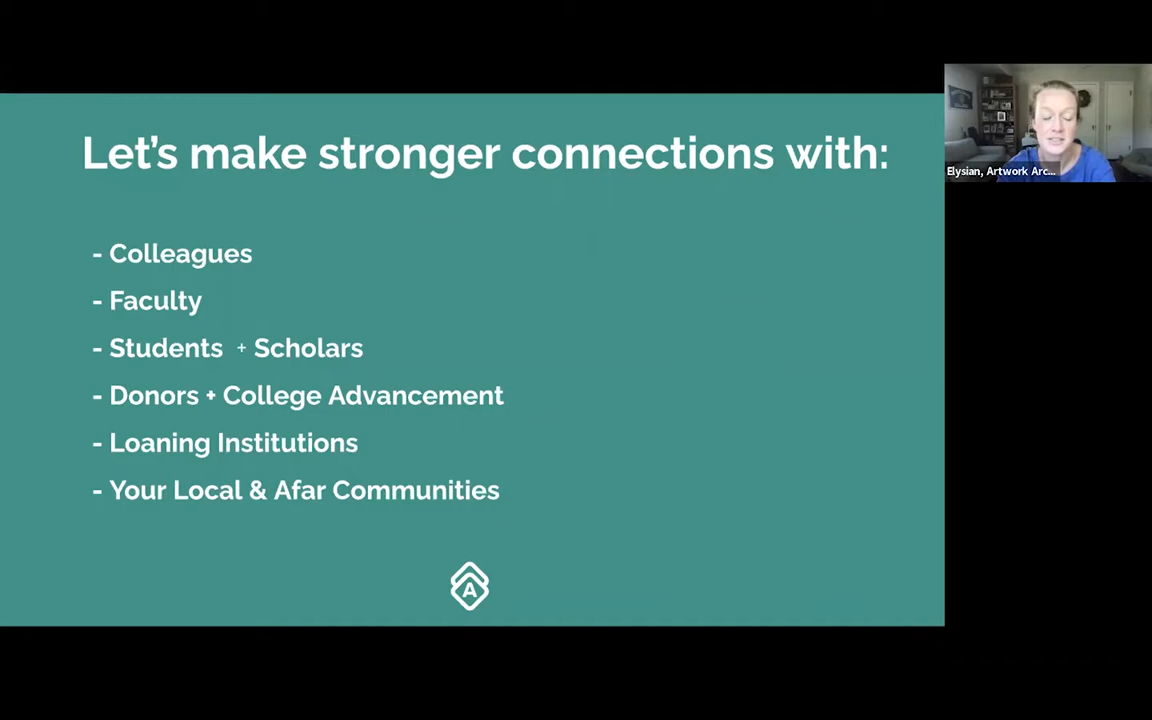 Let's make stronger connections with:
- Colleagues
- Faculty
- Students + Scholars
- Donors + College Advancement
- Loaning Institutions
- Your Local & Afar Communities
A
Elysian, Artwork Arc...